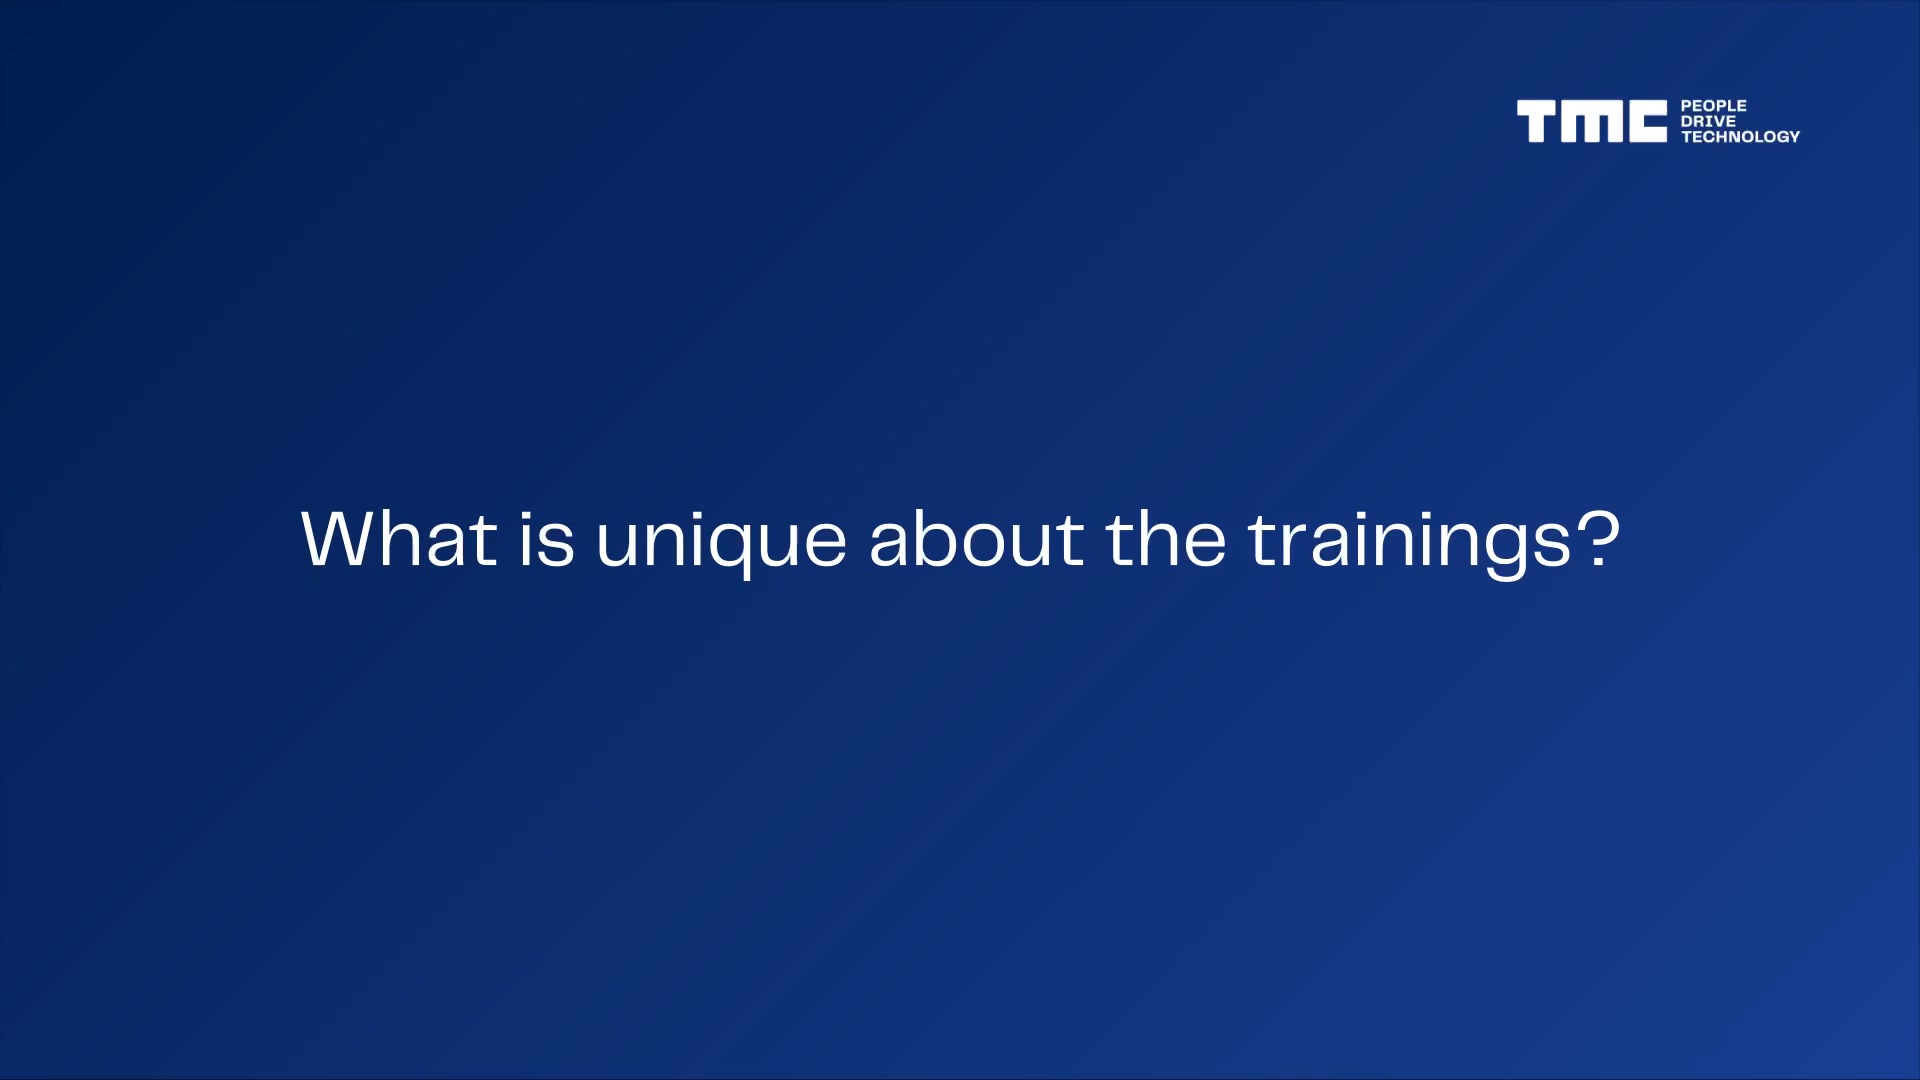 TMC
PEOPLE
DRIVE
TECHNOLOGY
What is unique about the trainings?